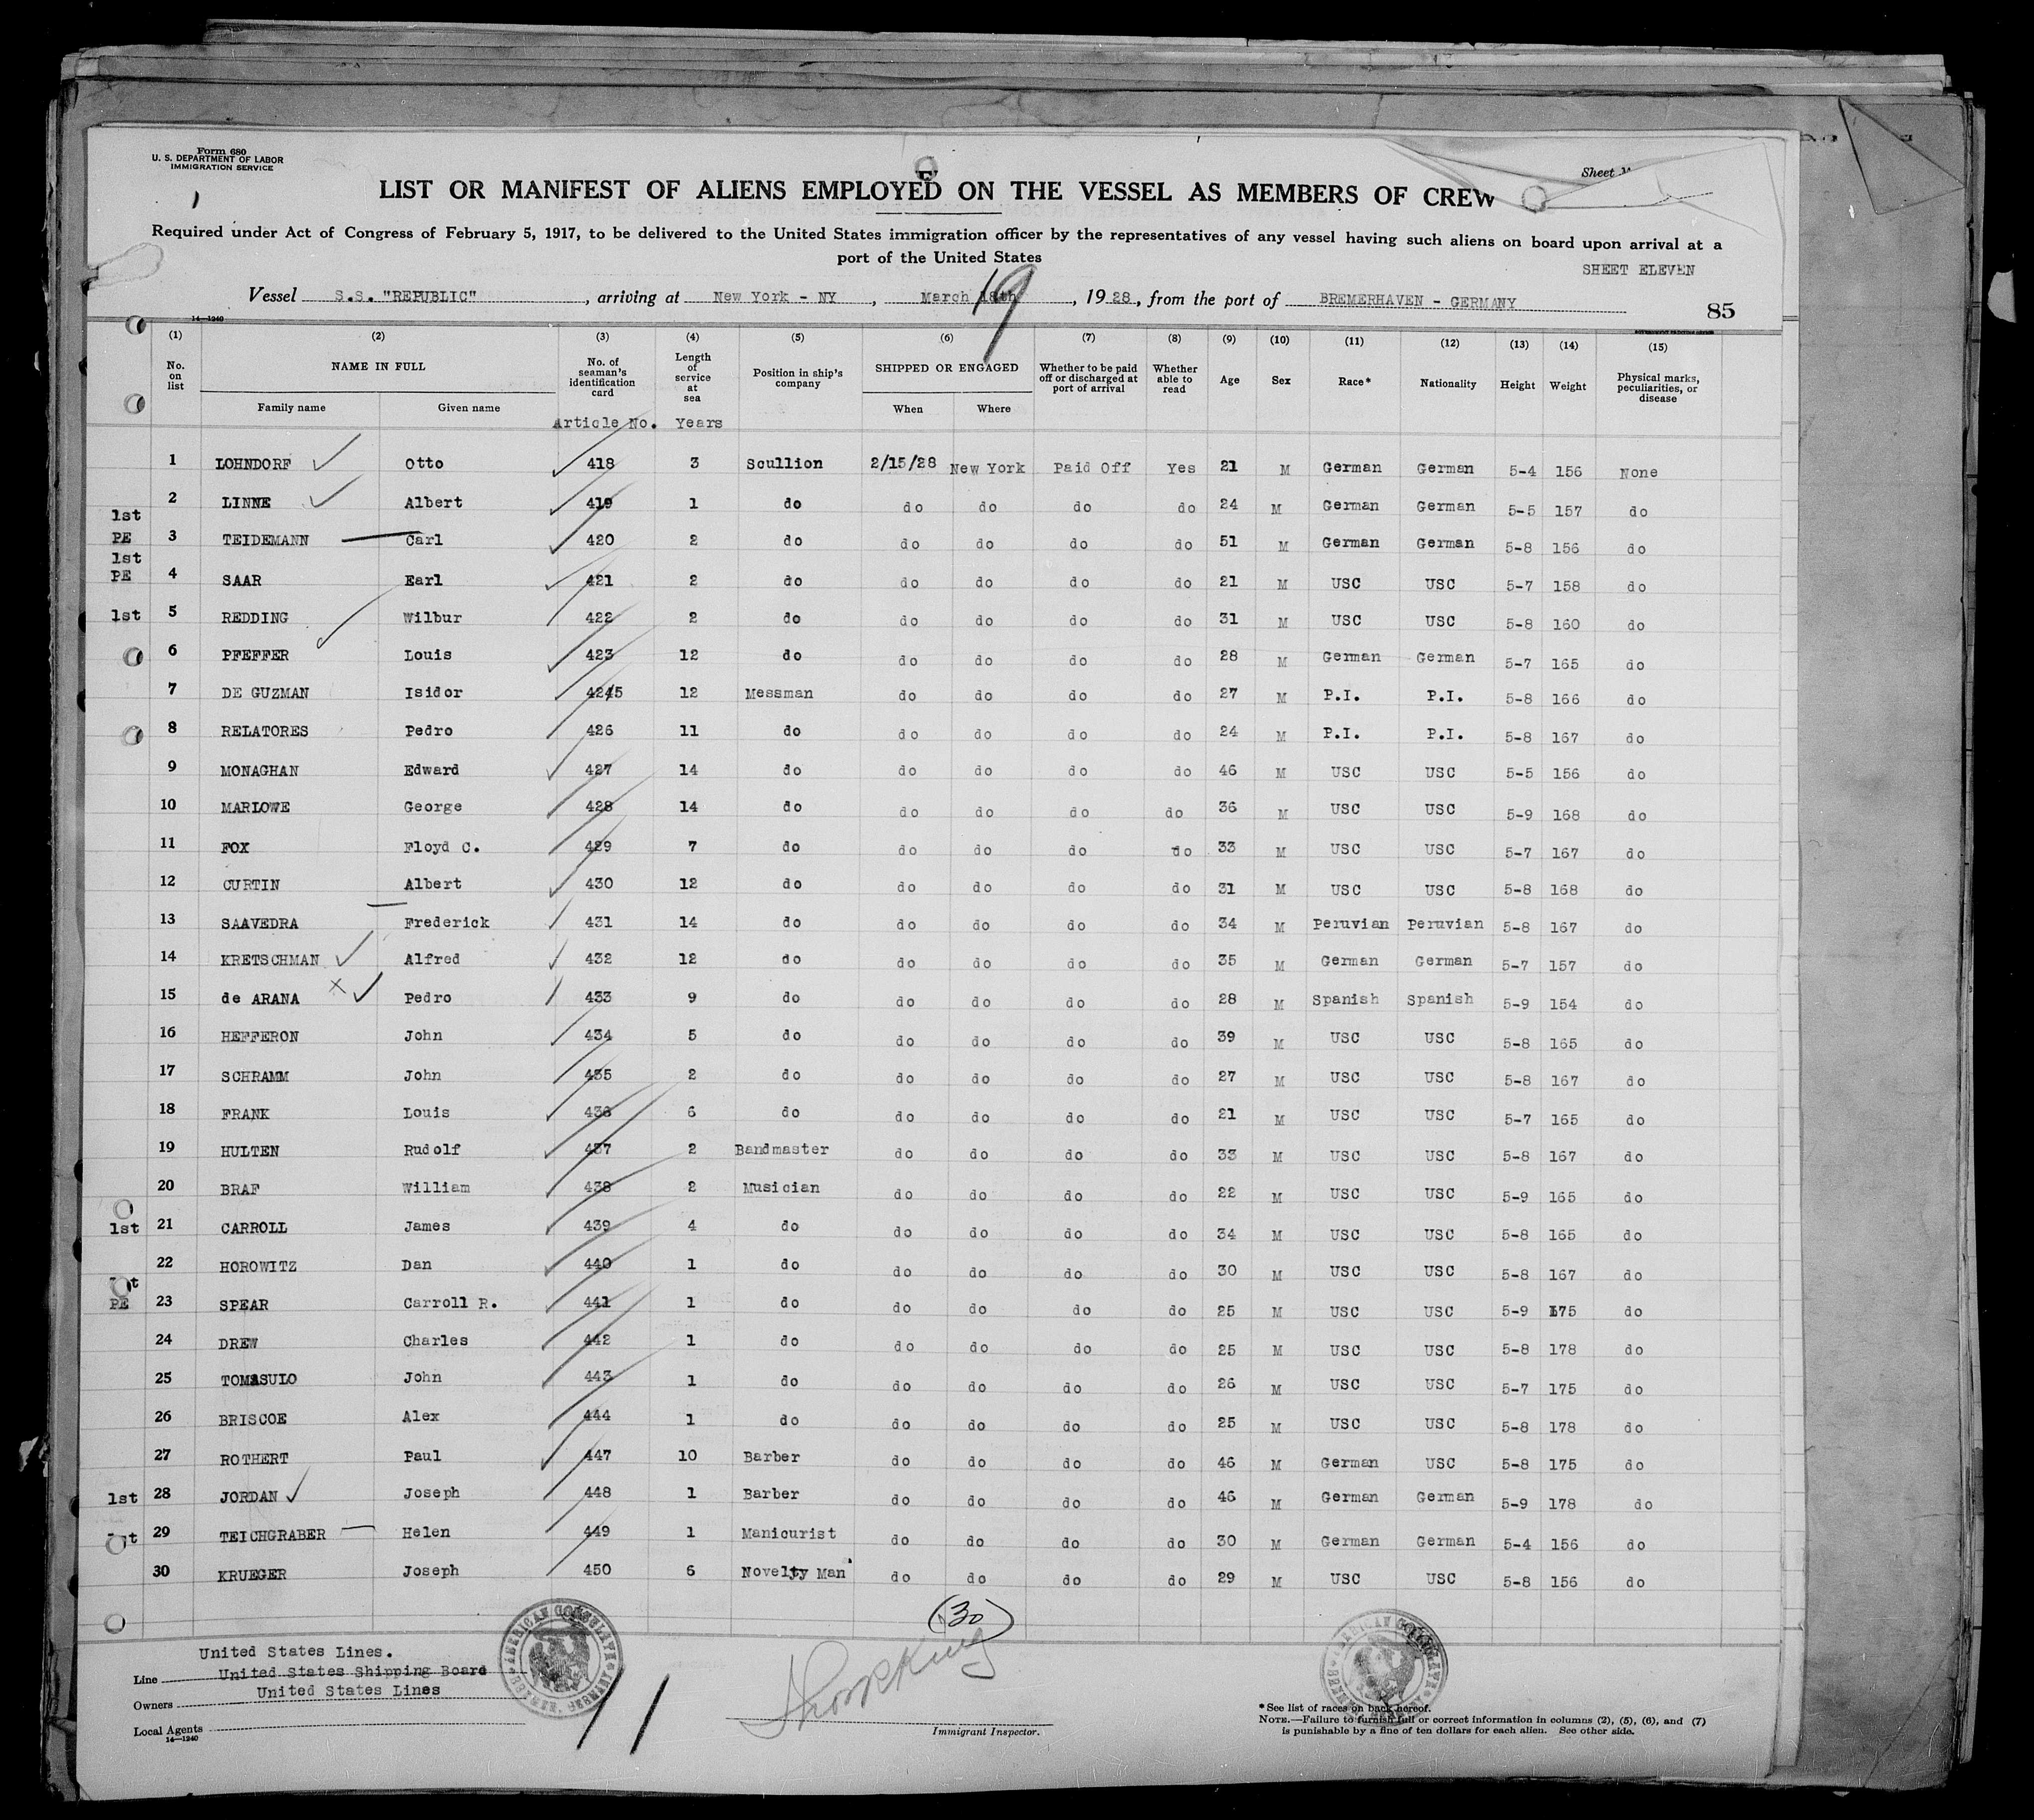 Form 680
U. S. DEPARTMENT OF LABOR
IMMIGRATION SERVICE
Sheet
LIST OR MANIFEST OF ALIENS EMPLOYED ON THE VESSEL AS MEMBERS OF CREW
Required under Act of Congress of February 5, 1917, to be delivered to the United States immigration officer by the representatives of any vessel having such aliens on board upon arrival at a
port of the United States
SHEET ELEVEN
Vessel S.S. "REPUBLIC", arriving at New York - NY, March 18th 19, 1928, from the port of BREMERHAVEN - GERMANY
85
14—1240
(1) (2) (3) (4) (5) (6) (7) (8) (9) (10) (11) (12) (13) (14) (15)
No. on list NAME IN FULL Family name Given name No. of seaman's identification card Length of service at sea Position in ship's company SHIPPED OR ENGAGED When Where Whether to be paid off or discharged at port of arrival Whether able to read Age Sex Race* Nationality Height Weight Physical marks, peculiarities, or disease
Article No. Years
1 LOHNDORF Otto 418 3 Scullion 2/15/28 New York Paid Off Yes 21 M German German 5-4 156 None
2 LINNE Albert 419 1 do do do do do 24 M German German 5-5 157 do
1st PE 3 TEIDEMANN Carl 420 2 do do do do do 51 M German German 5-8 156 do
1st PE 4 SAAR Earl 421 2 do do do do do 21 M USC USC 5-7 158 do
1st 5 REDDING Wilbur 422 2 do do do do do 31 M USC USC 5-8 160 do
6 PFEFFER Louis 423 12 do do do do do 28 M German German 5-7 165 do
7 DE GUZMAN Isidor 424/5 12 Messman do do do do 27 M P.I. P.I. 5-8 166 do
8 RELATORES Pedro 426 11 do do do do do 24 M P.I. P.I. 5-8 167 do
9 MONAGHAN Edward 427 14 do do do do do 46 M USC USC 5-5 156 do
10 MARLOWE George 428 14 do do do do do 36 M USC USC 5-9 168 do
11 FOX Floyd C. 429 7 do do do do do 33 M USC USC 5-7 167 do
12 CURTIN Albert 430 12 do do do do do 31 M USC USC 5-8 168 do
13 SAAVEDRA Frederick 431 14 do do do do do 34 M Peruvian Peruvian 5-8 167 do
14 KRETSCHMAN Alfred 432 12 do do do do do 35 M German German 5-7 157 do
15 de ARANA x Pedro 433 9 do do do do do 28 M Spanish Spanish 5-9 154 do
16 HEFFERON John 434 5 do do do do do 39 M USC USC 5-8 165 do
17 SCHRAMM John 435 2 do do do do do 27 M USC USC 5-8 167 do
18 FRANK Louis 436 6 do do do do do 21 M USC USC 5-7 165 do
19 HULTEN Rudolf 437 2 Bandmaster do do do do 33 M USC USC 5-8 167 do
20 BRAF William 438 2 Musician do do do do 22 M USC USC 5-9 165 do
1st 21 CARROLL James 439 4 do do do do do 34 M USC USC 5-8 165 do
22 HOROWITZ Dan 440 1 do do do do do 30 M USC USC 5-8 167 do
PE 23 SPEAR Carroll R. 441 1 do do do do do 25 M USC USC 5-9 175 do
24 DREW Charles 442 1 do do do do do 25 M USC USC 5-8 178 do
25 TOMASULO John 443 1 do do do do do 26 M USC USC 5-7 175 do
26 BRISCOE Alex 444 1 do do do do do 25 M USC USC 5-8 178 do
27 ROTHERT Paul 447 10 Barber do do do do 46 M German USC 5-8 175 do
1st 28 JORDAN Joseph 448 1 Barber do do do do 46 M German German 5-9 178 do
29 TEICHGRABER Helen 449 1 Manicurist do do do do 30 M German German 5-4 156 do
30 KRUEGER Joseph 450 6 Novelty Man do do do do 29 M USC USC 5-8 156 do
(30)
United States Lines.
Line United States Shipping Board
Owners United States Lines
Local Agents
14—1240
11
Immigrant Inspector.
*See list of races on back hereof.
NOTE.—Failure to furnish full or correct information in columns (2), (5), (6), and (7)
is punishable by a fine of ten dollars for each alien. See other side.